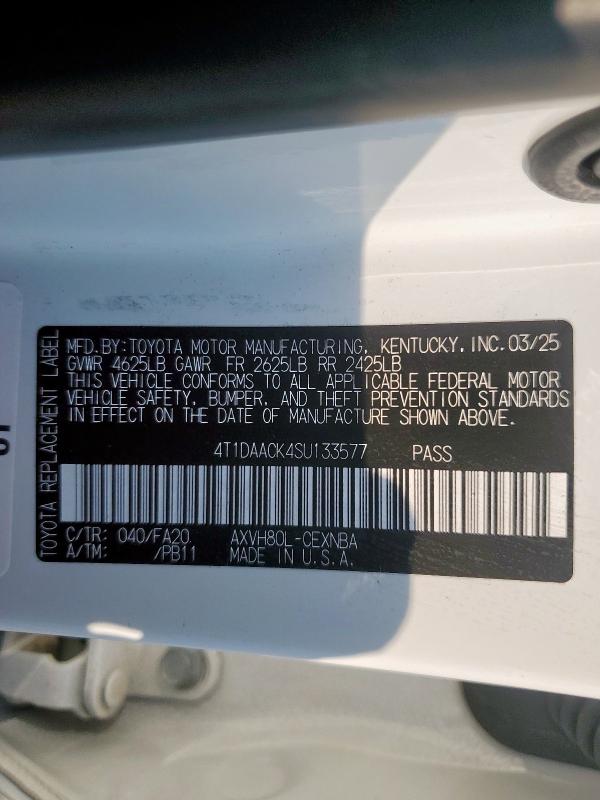 TOYOTA REPLACEMENT LABEL
MFD. BY: TOYOTA MOTOR MANUFACTURING, KENTUCKY, INC. 03/25
GVWR 4625LB GAWR FR 2625LB RR 2425LB
THIS VEHICLE CONFORMS TO ALL APPLICABLE FEDERAL MOTOR
VEHICLE SAFETY, BUMPER, AND THEFT PREVENTION STANDARDS
IN EFFECT ON THE DATE OF MANUFACTURE SHOWN ABOVE.
4T1DAACK4SU133577 PASS
C/TR: 040/FA20. AXVH80L-CEXNBA
A/TM: /PB11 MADE IN U.S.A.